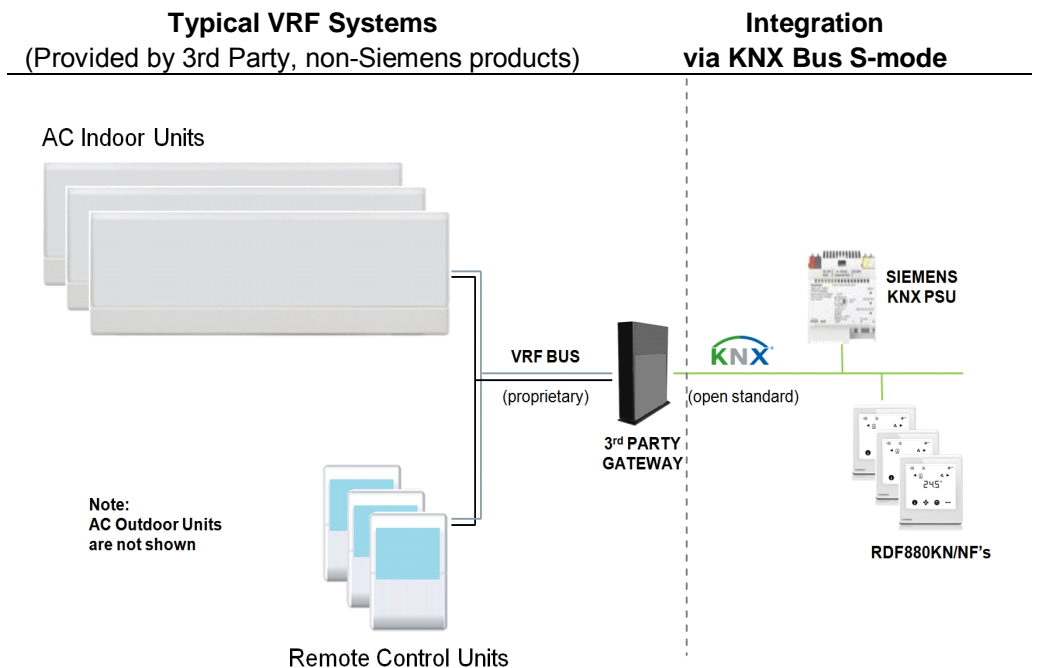 Typical VRF Systems
(Provided by 3rd Party, non-Siemens products)
Integration
via KNX Bus S-mode
AC Indoor Units
SIEMENS
KNX PSU
VRF BUS
(proprietary)
KNX
(open standard)
3rd PARTY
GATEWAY
24.5°
Note:
AC Outdoor Units
are not shown
RDF880KN/NF's
Remote Control Units